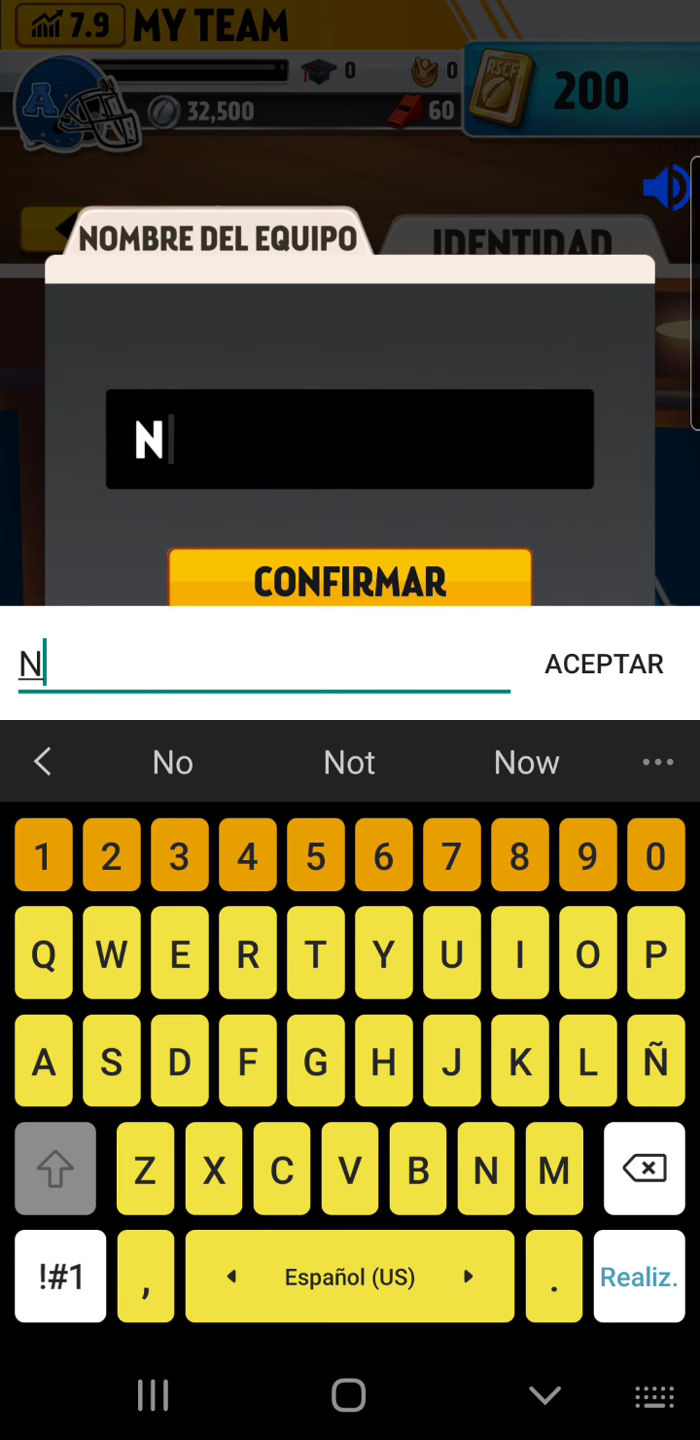 7.9 MY TEAM
0 0
RSCF 200
A 32,500 60
NOMBRE DEL EQUIPO IDENTIDAD
N
CONFIRMAR
N ACEPTAR
No Not Now
1 2 3 4 5 6 7 8 9 0
Q W E R T Y U I O P
A S D F G H J K L Ñ
Z X C V B N M
!#1 , Español (US) . Realiz.